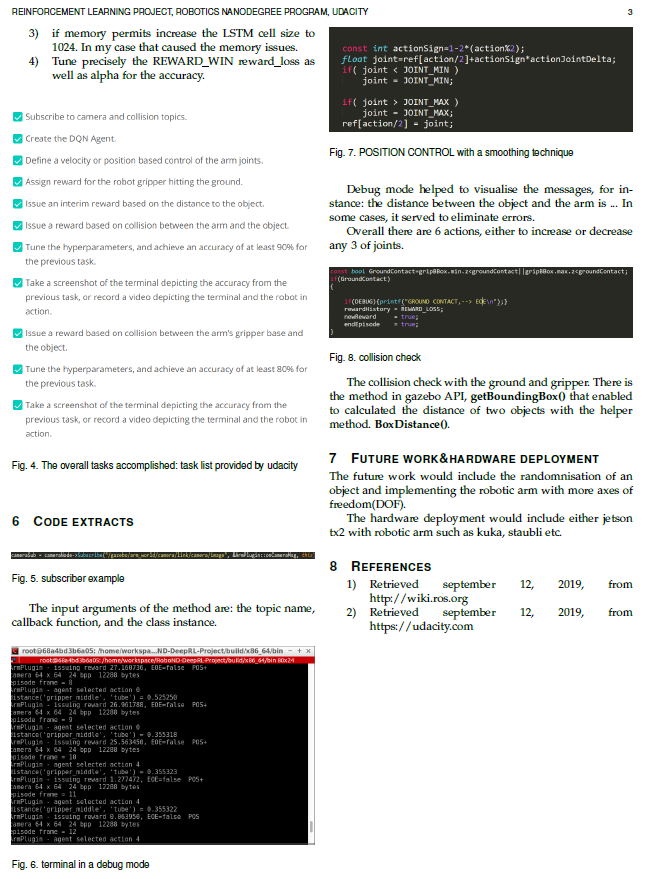 REINFORCEMENT LEARNING PROJECT, ROBOTICS NANODEGREE PROGRAM, UDACITY 3
3) if memory permits increase the LSTM cell size to
1024. In my case that caused the memory issues.
4) Tune precisely the REWARD_WIN reward_loss as
well as alpha for the accuracy.
Subscribe to camera and collision topics.
Create the DQN Agent.
Define a velocity or position based control of the arm joints.
Assign reward for the robot gripper hitting the ground.
Issue an interim reward based on the distance to the object.
Issue a reward based on collision between the arm and the object.
Tune the hyperparameters, and achieve an accuracy of at least 90% for
the previous task.
Take a screenshot of the terminal depicting the accuracy from the
previous task, or record a video depicting the terminal and the robot in
action.
Issue a reward based on collision between the arm's gripper base and
the object.
Tune the hyperparameters, and achieve an accuracy of at least 80% for
the previous task.
Take a screenshot of the terminal depicting the accuracy from the
previous task, or record a video depicting the terminal and the robot in
action.
Fig. 4. The overall tasks accomplished: task list provided by udacity
6 CODE EXTRACTS
cameraSub = cameraNode->Subscribe("/gazebo/arm_world/camera/link/camera/image", &ArmPlugin::onCameraMsg, this
Fig. 5. subscriber example
The input arguments of the method are: the topic name,
callback function, and the class instance.
root@68a4bd3b6a05: /home/workspa...ND-DeepRL-Project/build/x86_64/bin
root@68a4bd3b6a05: /home/workspace/RoboND-DeepRL-Project/build/x86_64/bin 80x24
ArmPlugin - issuing reward 27.160736, EOE=false POS+
camera 64 x 64 24 bpp 12288 bytes
episode frame = 8
ArmPlugin - agent selected action 0
distance('gripper_middle', 'tube') = 0.525250
ArmPlugin - issuing reward 26.961788, EOE=false POS+
camera 64 x 64 24 bpp 12288 bytes
episode frame = 9
ArmPlugin - agent selected action 0
distance('gripper_middle', 'tube') = 0.355318
ArmPlugin - issuing reward 25.563450, EOE=false POS+
camera 64 x 64 24 bpp 12288 bytes
episode frame = 10
ArmPlugin - agent selected action 4
distance('gripper_middle', 'tube') = 0.355323
ArmPlugin - issuing reward 1.277472, EOE=false POS+
camera 64 x 64 24 bpp 12288 bytes
episode frame = 11
ArmPlugin - agent selected action 4
distance('gripper_middle', 'tube') = 0.355322
ArmPlugin - issuing reward 0.063950, EOE=false POS
camera 64 x 64 24 bpp 12288 bytes
episode frame = 12
ArmPlugin - agent selected action 4
Fig. 6. terminal in a debug mode
const int actionSign=1-2*(action%2);
float joint=ref[action/2]+actionSign*actionJointDelta;
if( joint < JOINT_MIN )
joint = JOINT_MIN;
if( joint > JOINT_MAX )
joint = JOINT_MAX;
ref[action/2] = joint;
Fig. 7. POSITION CONTROL with a smoothing technique
Debug mode helped to visualise the messages, for in-
stance: the distance between the object and the arm is ... In
some cases, it served to eliminate errors.
Overall there are 6 actions, either to increase or decrease
any 3 of joints.
const bool GroundContact=gripBBox.min.z<groundContact||gripBBox.max.z<groundContact;
if(GroundContact)
{
if(DEBUG){printf("GROUND CONTACT,--> EOE\n");}
rewardHistory = REWARD_LOSS;
newReward = true;
endEpisode = true;
}
Fig. 8. collision check
The collision check with the ground and gripper. There is
the method in gazebo API, getBoundingBox() that enabled
to calculated the distance of two objects with the helper
method. BoxDistance().
7 FUTURE WORK&HARDWARE DEPLOYMENT
The future work would include the randomnisation of an
object and implementing the robotic arm with more axes of
freedom(DOF).
The hardware deployment would include either jetson
tx2 with robotic arm such as kuka, staubli etc.
8 REFERENCES
1) Retrieved september 12, 2019, from
http://wiki.ros.org
2) Retrieved september 12, 2019, from
https://udacity.com